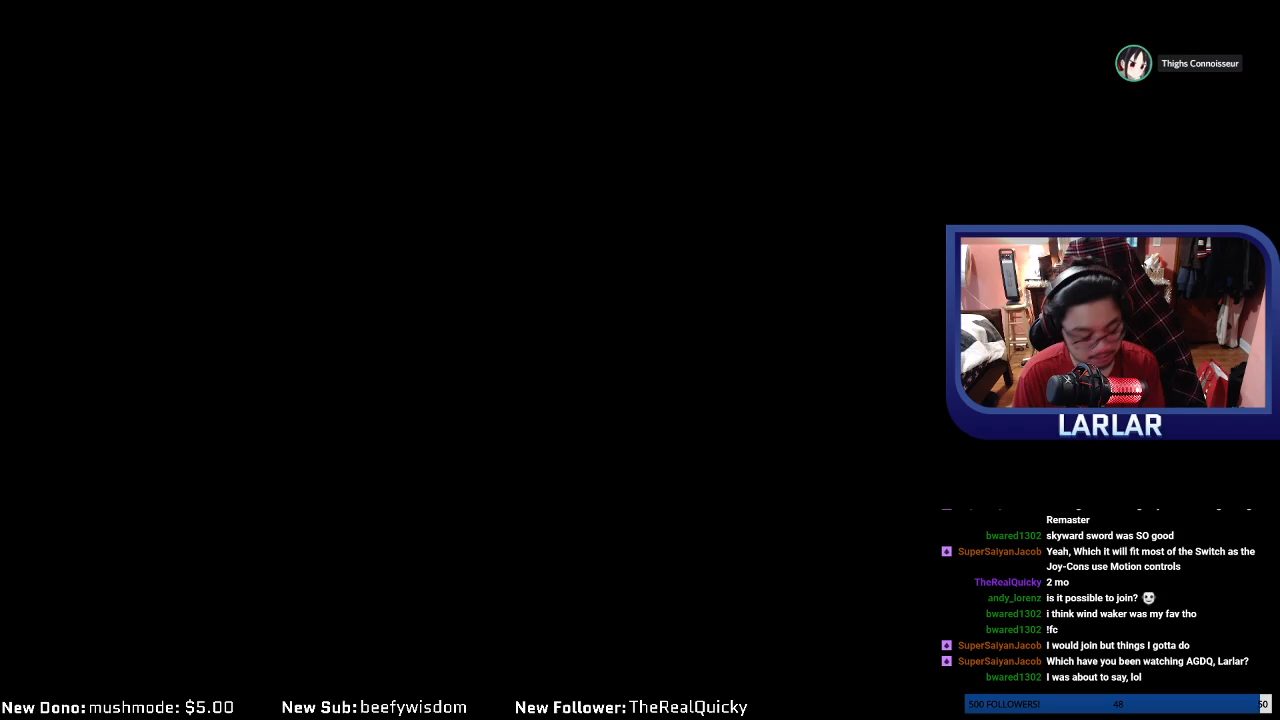 Thighs Connoisseur
LARLAR
Remaster
bwared1302 skyward sword was SO good
SuperSaiyanJacob Yeah, Which it will fit most of the Switch as the
Joy-Cons use Motion controls
TheRealQuicky 2 mo
andy_lorenz is it possible to join?
bwared1302 i think wind waker was my fav tho
bwared1302 !fc
SuperSaiyanJacob I would join but things I gotta do
SuperSaiyanJacob Which have you been watching AGDQ, Larlar?
bwared1302 I was about to say, lol
500 FOLLOWERS! 48 50
New Dono: mushmode: $5.00 New Sub: beefywisdom New Follower: TheRealQuicky